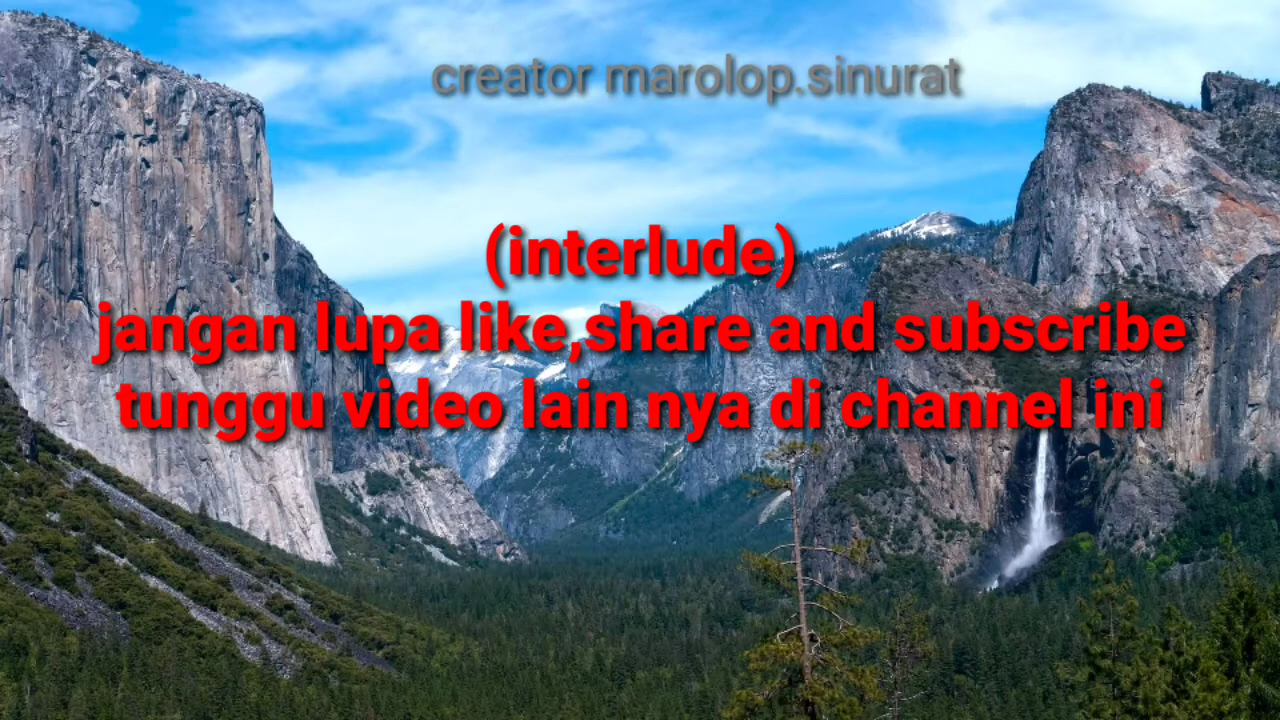 creator marolop.sinurat
(interlude)
jangan lupa like,share and subscribe
tunggu video lain nya di channel ini